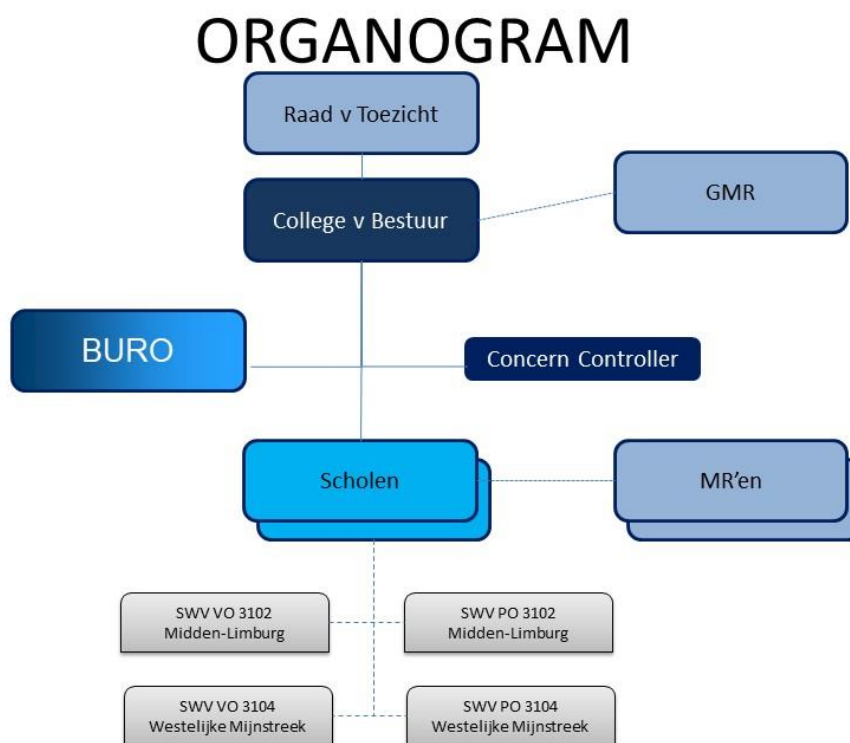 ORGANOGRAM
Raad v Toezicht
College v Bestuur
GMR
BURO
Concern Controller
Scholen
MR’en
SWV VO 3102
Midden-Limburg
SWV PO 3102
Midden-Limburg
SWV VO 3104
Westelijke Mijnstreek
SWV PO 3104
Westelijke Mijnstreek